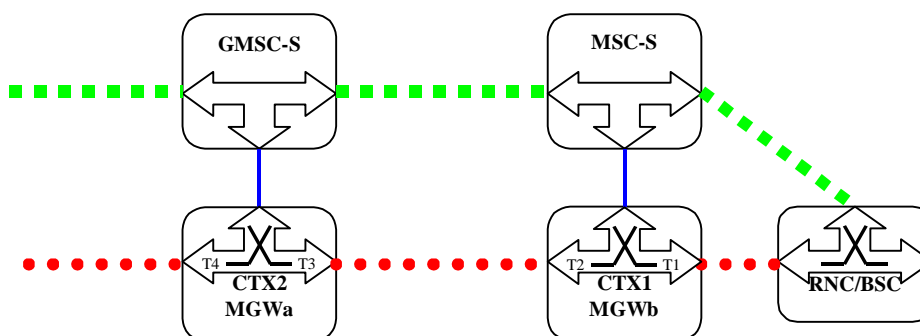 GMSC-S
MSC-S
T4 T3
CTX2
MGWa
T2 T1
CTX1
MGWb
RNC/BSC